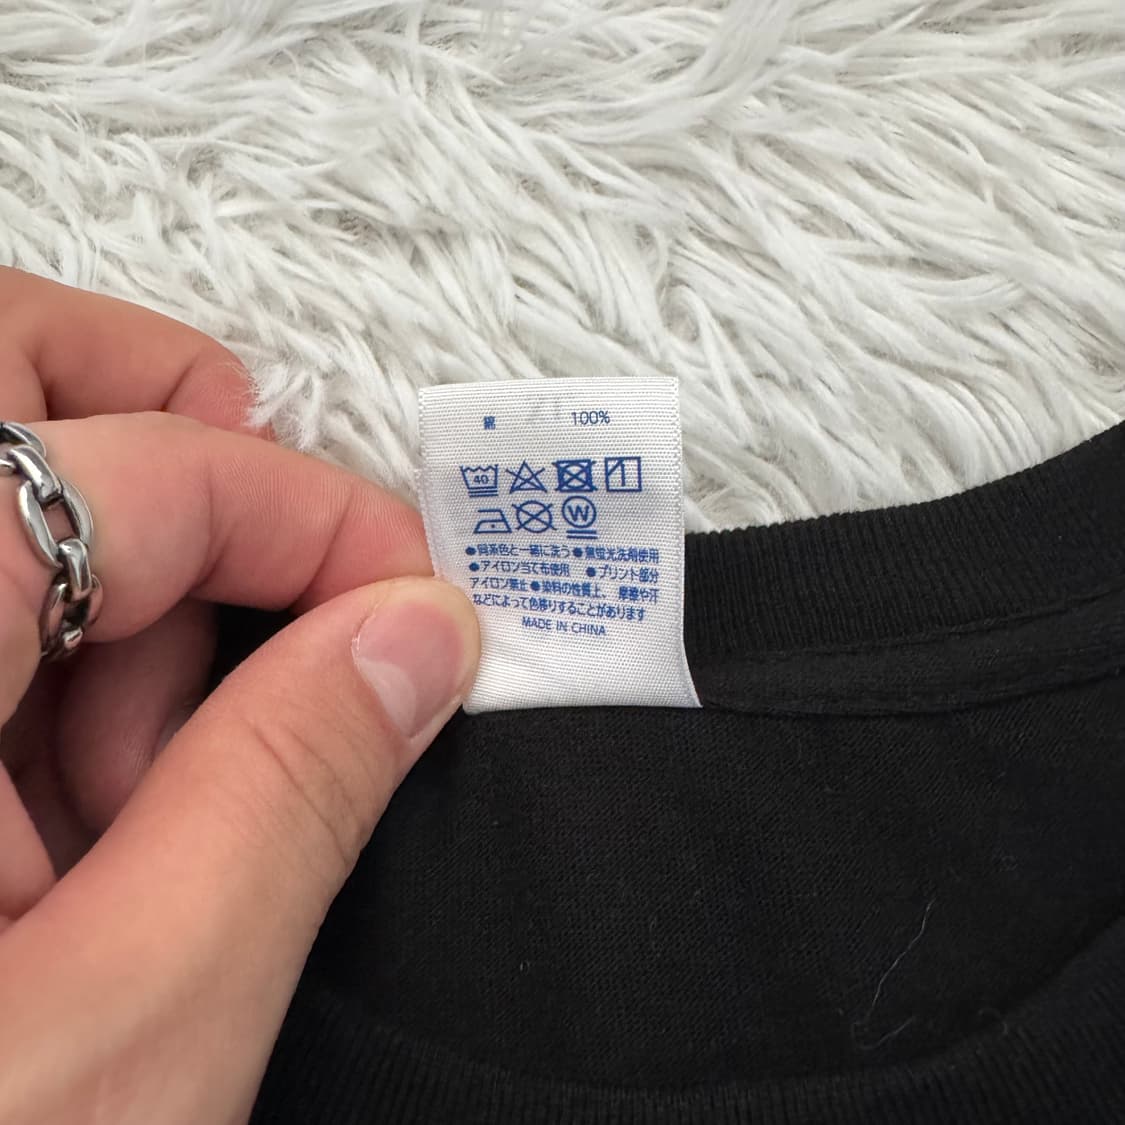 綿 100%
40
W
●同系色と一緒に洗う●無蛍光洗剤使用
●アイロン当て布使用 ●プリント部分
アイロン禁止●染料の性質上、摩擦や汗
などによって色移りすることがあります
MADE IN CHINA